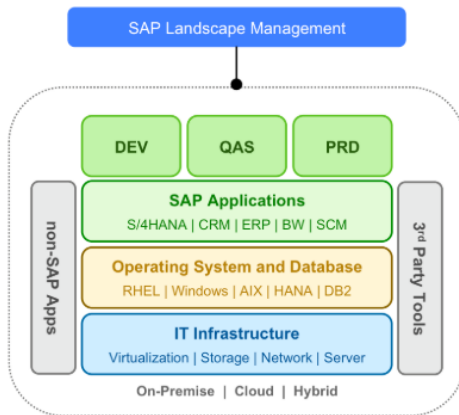 SAP Landscape Management
DEV
QAS
PRD
non-SAP Apps
SAP Applications
S/4HANA | CRM | ERP | BW | SCM
Operating System and Database
RHEL | Windows | AIX | HANA | DB2
IT Infrastructure
Virtualization | Storage | Network | Server
3rd Party Tools
On-Premise | Cloud | Hybrid